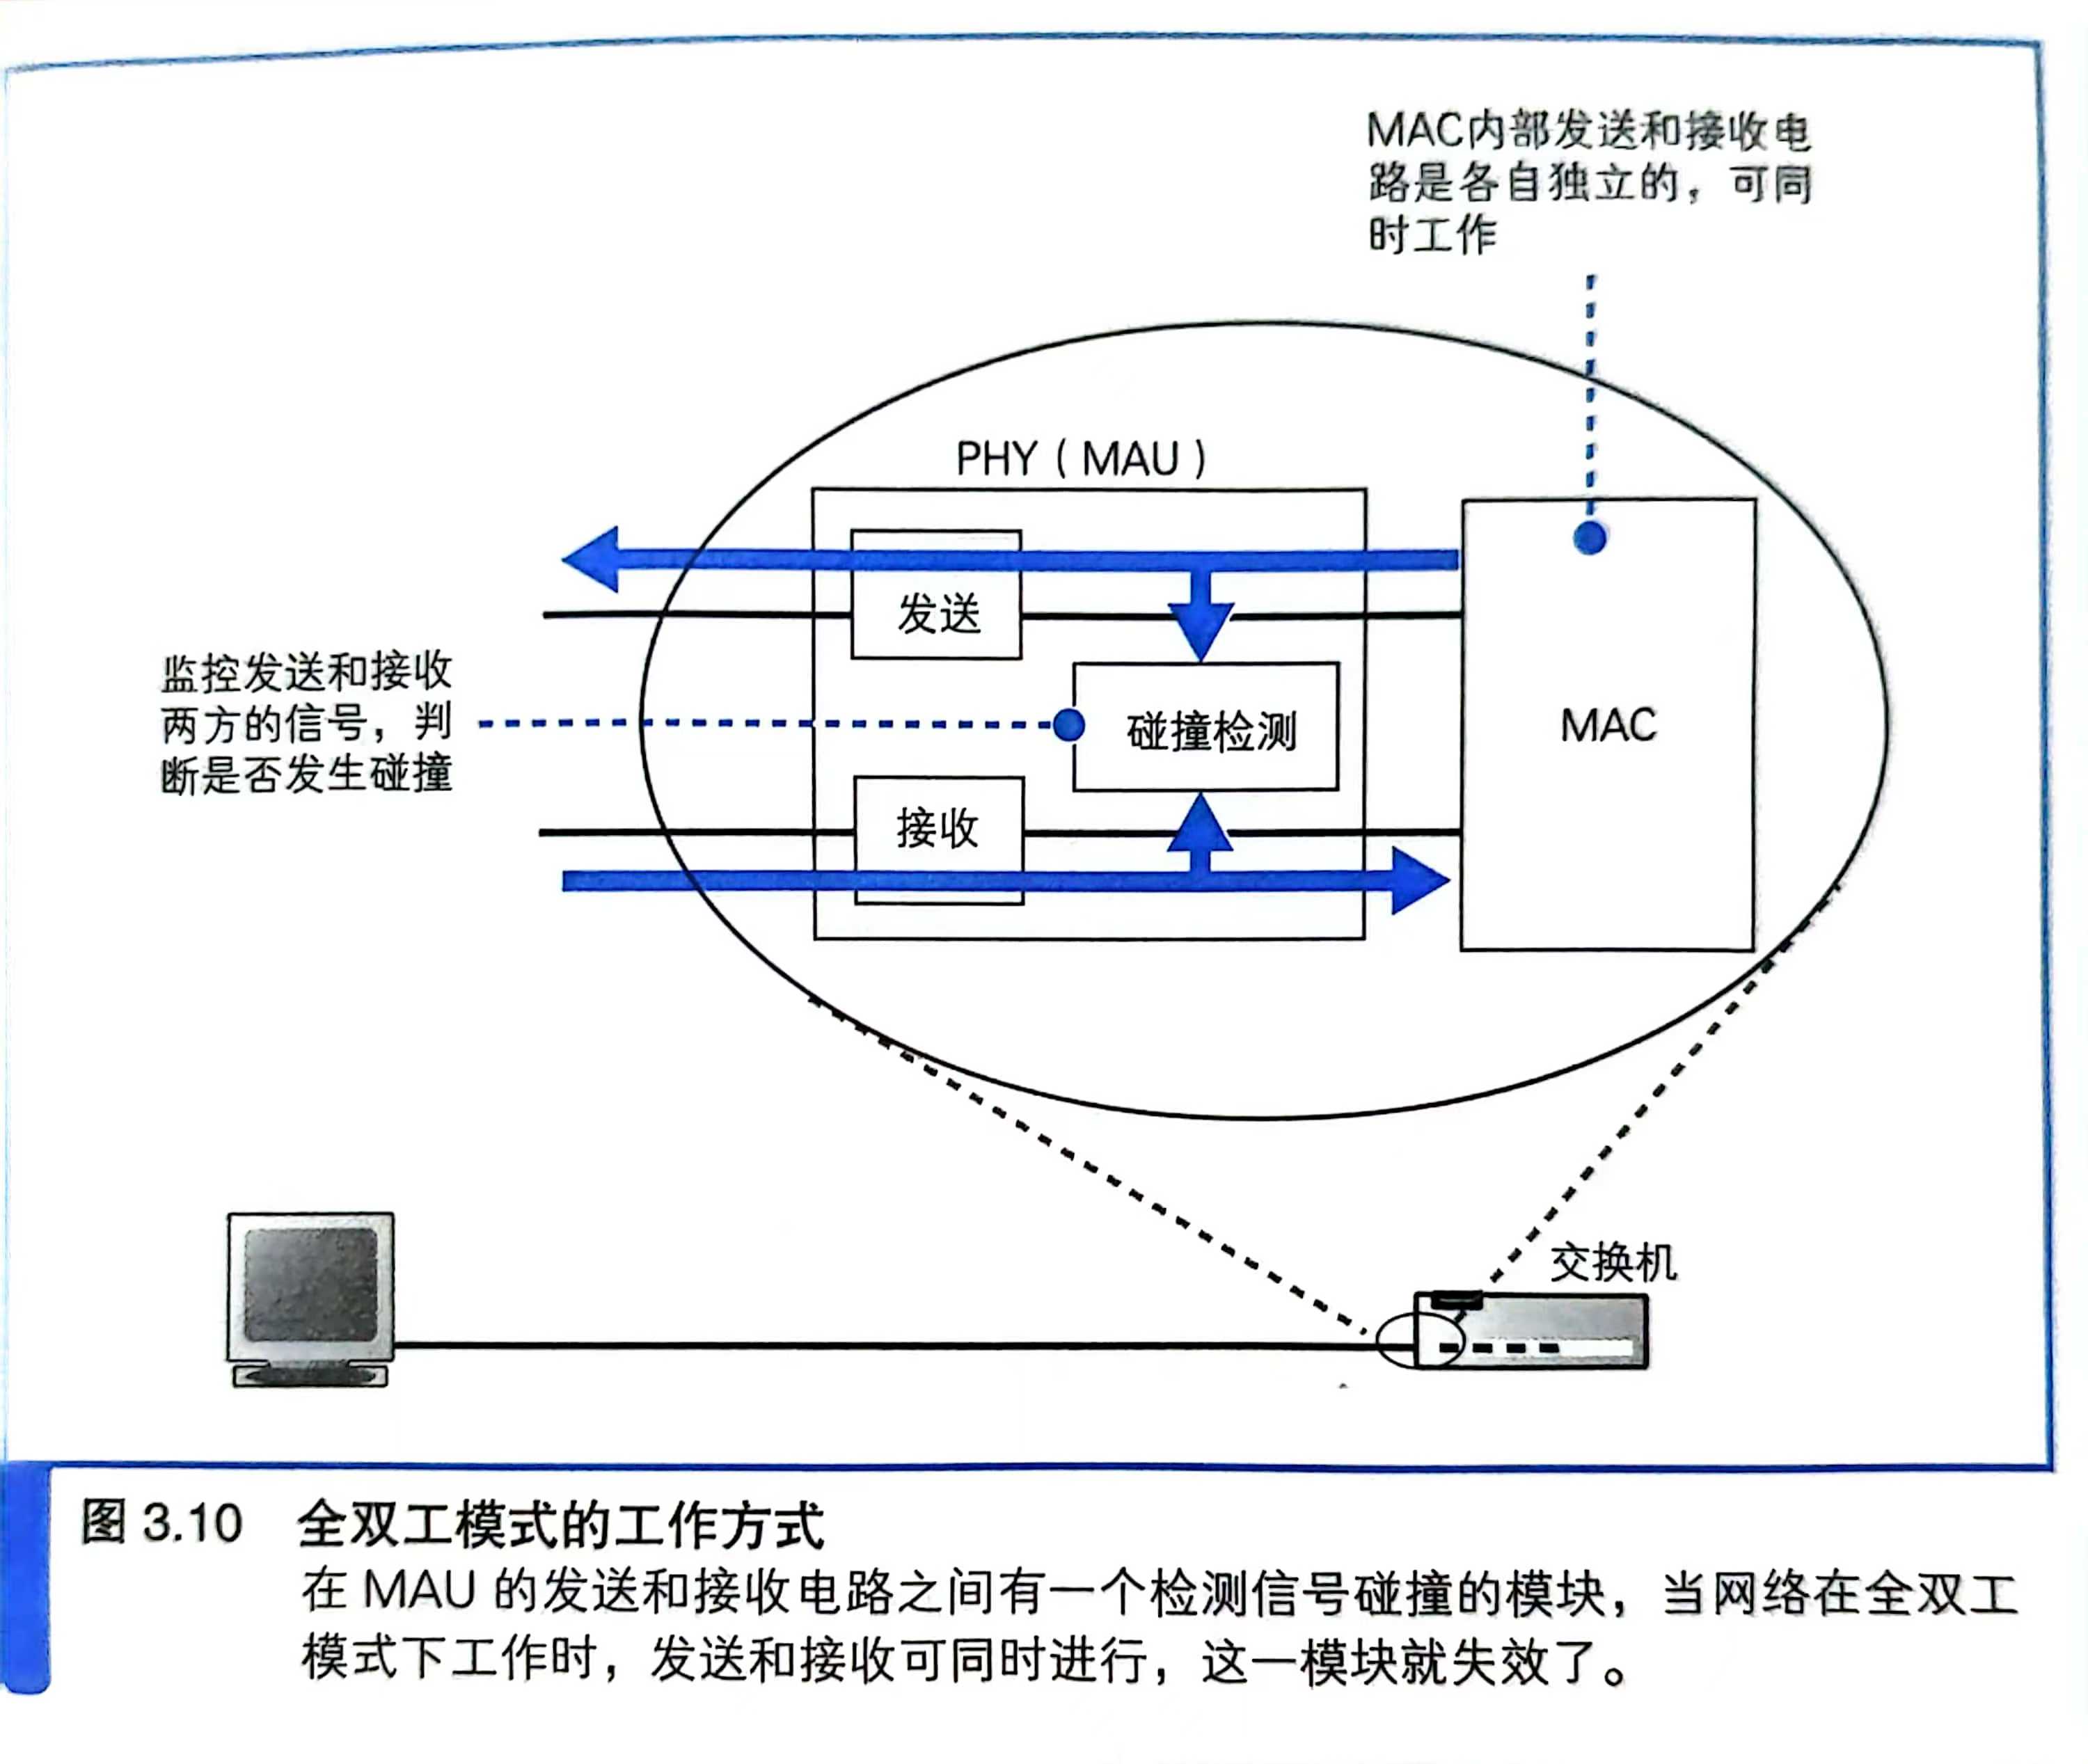 MAC内部发送和接收电
路是各自独立的，可同
时工作
PHY（MAU）
发送
监控发送和接收
两方的信号，判
断是否发生碰撞
碰撞检测
MAC
接收
交换机
图 3.10 全双工模式的工作方式
在 MAU 的发送和接收电路之间有一个检测信号碰撞的模块，当网络在全双工
模式下工作时，发送和接收可同时进行，这一模块就失效了。